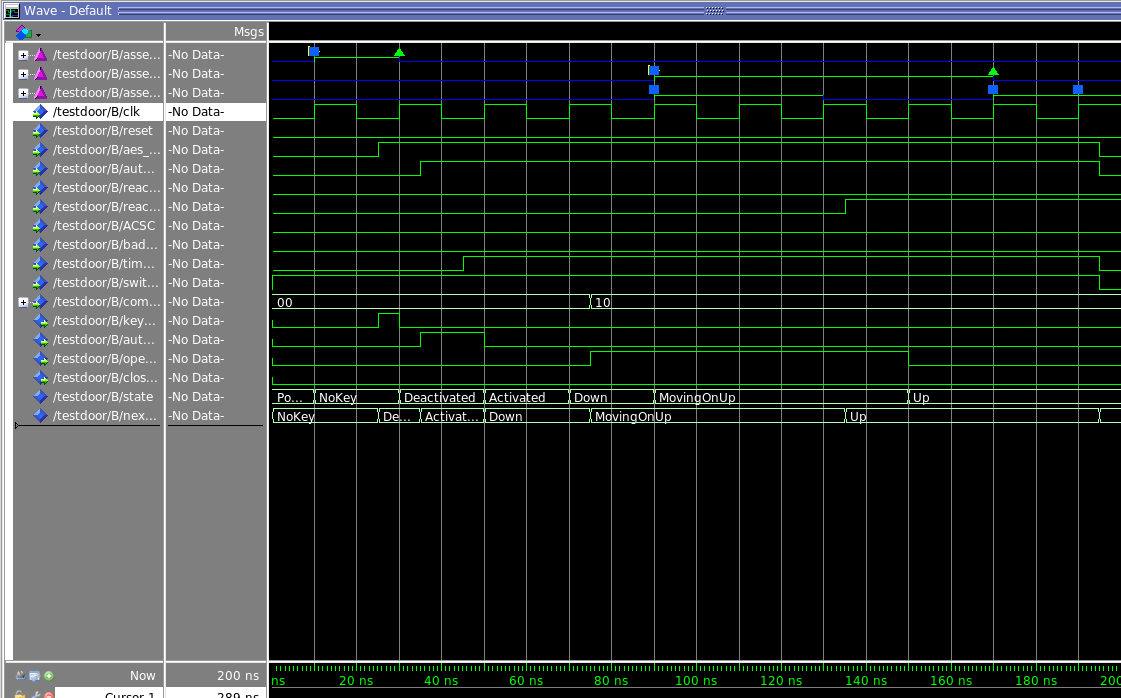 Wave - Default
Msgs
/testdoor/B/asse... -No Data-
/testdoor/B/asse... -No Data-
/testdoor/B/asse... -No Data-
/testdoor/B/clk -No Data-
/testdoor/B/reset -No Data-
/testdoor/B/aes_... -No Data-
/testdoor/B/aut... -No Data-
/testdoor/B/reac... -No Data-
/testdoor/B/reac... -No Data-
/testdoor/B/ACSC -No Data-
/testdoor/B/bad... -No Data-
/testdoor/B/tim... -No Data-
/testdoor/B/swit... -No Data-
/testdoor/B/com... -No Data- 00 10
/testdoor/B/key... -No Data-
/testdoor/B/aut... -No Data-
/testdoor/B/ope... -No Data-
/testdoor/B/clos... -No Data-
/testdoor/B/state -No Data- Po... NoKey Deactivated Activated Down MovingOnUp Up
/testdoor/B/nex... -No Data- NoKey De... Activat... Down MovingOnUp Up
Now 200 ns ns 20 ns 40 ns 60 ns 80 ns 100 ns 120 ns 140 ns 160 ns 180 ns 200
Cursor 1 289 ns